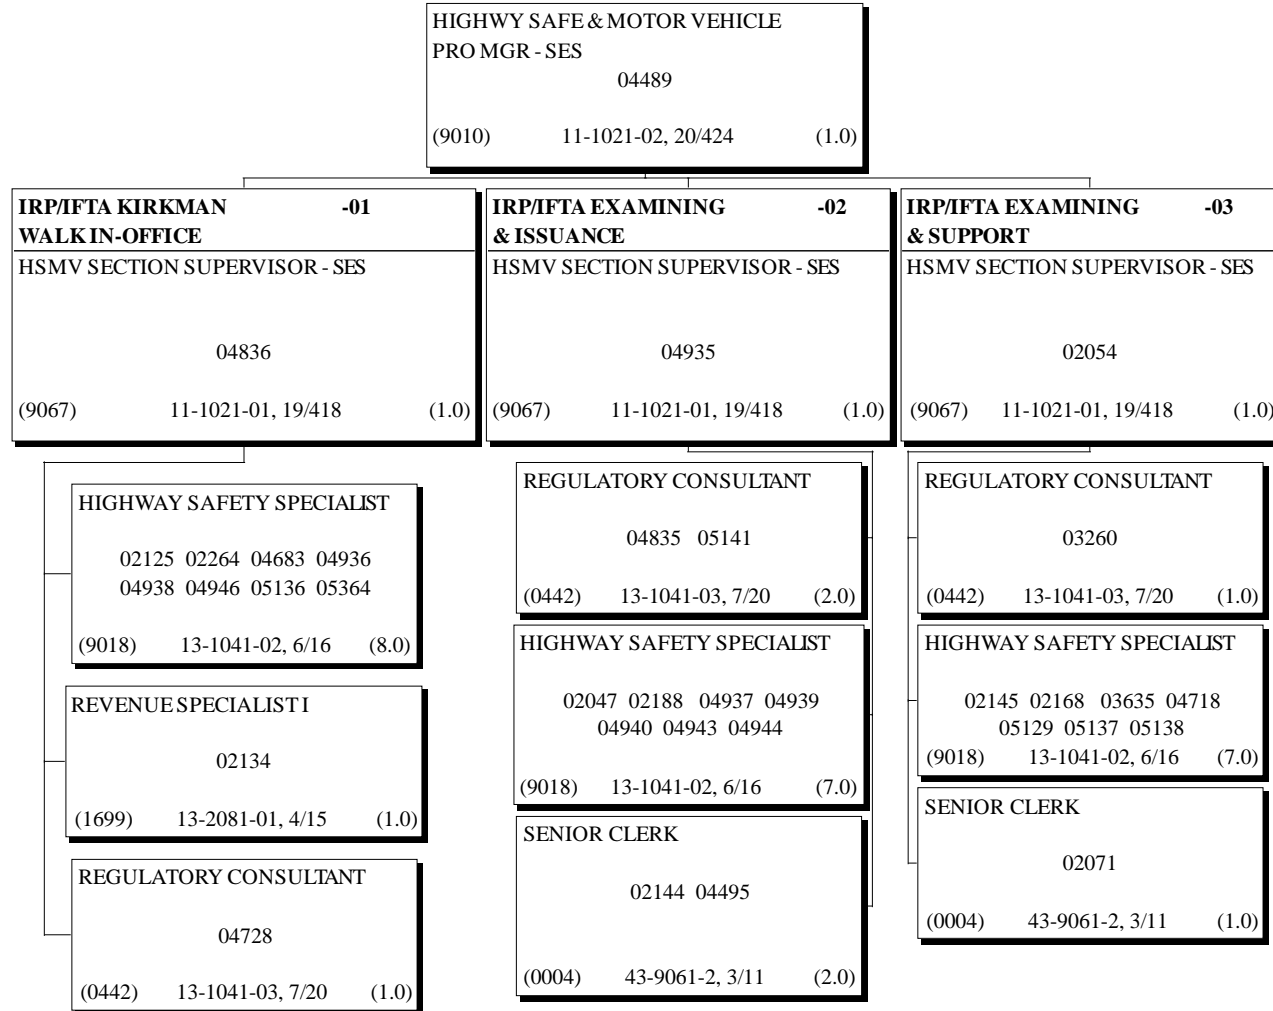 HIGHWY SAFE & MOTOR VEHICLE
PRO MGR - SES
04489
(9010) 11-1021-02, 20/424 (1.0)
IRP/IFTA KIRKMAN -01
WALK IN-OFFICE
HSMV SECTION SUPERVISOR - SES
04836
(9067) 11-1021-01, 19/418 (1.0)
IRP/IFTA EXAMINING -02
& ISSUANCE
HSMV SECTION SUPERVISOR - SES
04935
(9067) 11-1021-01, 19/418 (1.0)
IRP/IFTA EXAMINING -03
& SUPPORT
HSMV SECTION SUPERVISOR - SES
02054
(9067) 11-1021-01, 19/418 (1.0)
HIGHWAY SAFETY SPECIALIST
02125 02264 04683 04936
04938 04946 05136 05364
(9018) 13-1041-02, 6/16 (8.0)
REVENUE SPECIALIST I
02134
(1699) 13-2081-01, 4/15 (1.0)
REGULATORY CONSULTANT
04728
(0442) 13-1041-03, 7/20 (1.0)
REGULATORY CONSULTANT
04835 05141
(0442) 13-1041-03, 7/20 (2.0)
HIGHWAY SAFETY SPECIALIST
02047 02188 04937 04939
04940 04943 04944
(9018) 13-1041-02, 6/16 (7.0)
SENIOR CLERK
02144 04495
(0004) 43-9061-2, 3/11 (2.0)
REGULATORY CONSULTANT
03260
(0442) 13-1041-03, 7/20 (1.0)
HIGHWAY SAFETY SPECIALIST
02145 02168 03635 04718
05129 05137 05138
(9018) 13-1041-02, 6/16 (7.0)
SENIOR CLERK
02071
(0004) 43-9061-2, 3/11 (1.0)